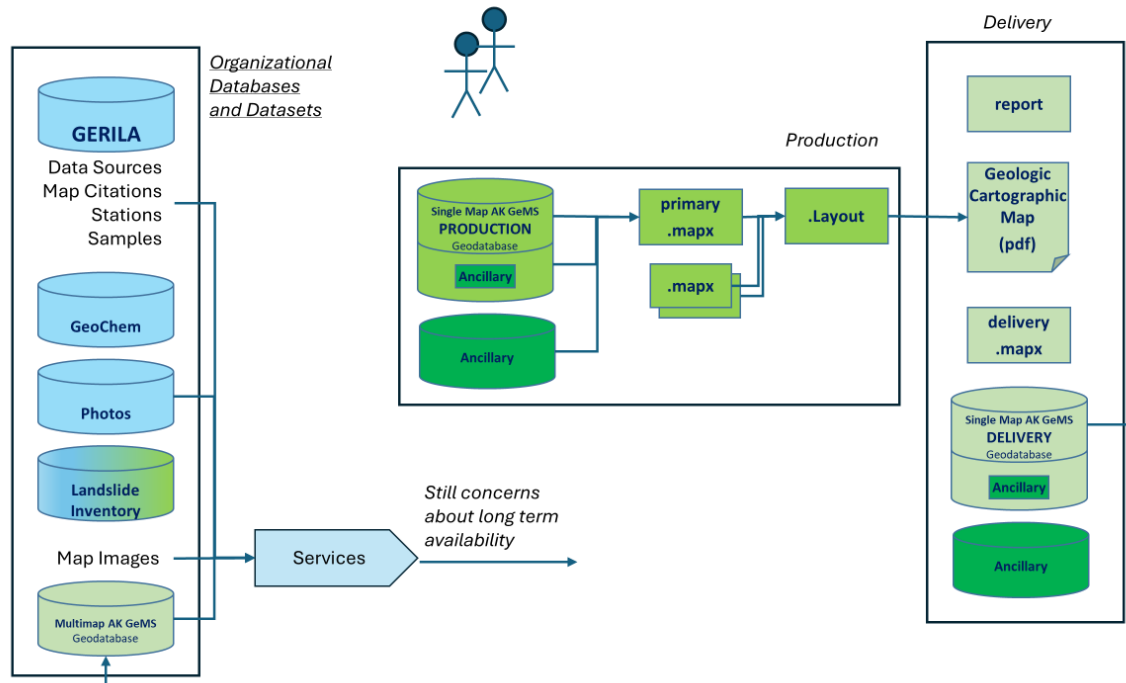 Organizational
Databases
and Datasets
GERILA
Data Sources
Map Citations
Stations
Samples
GeoChem
Photos
Landslide
Inventory
Map Images
Multimap AK GeMS
Geodatabase
Services
Still concerns
about long term
availability
Production
Single Map AK GeMS
PRODUCTION
Geodatabase
Ancillary
Ancillary
primary
.mapx
.mapx
.Layout
Delivery
report
Geologic
Cartographic
Map
(pdf)
delivery
.mapx
Single Map AK GeMS
DELIVERY
Geodatabase
Ancillary
Ancillary